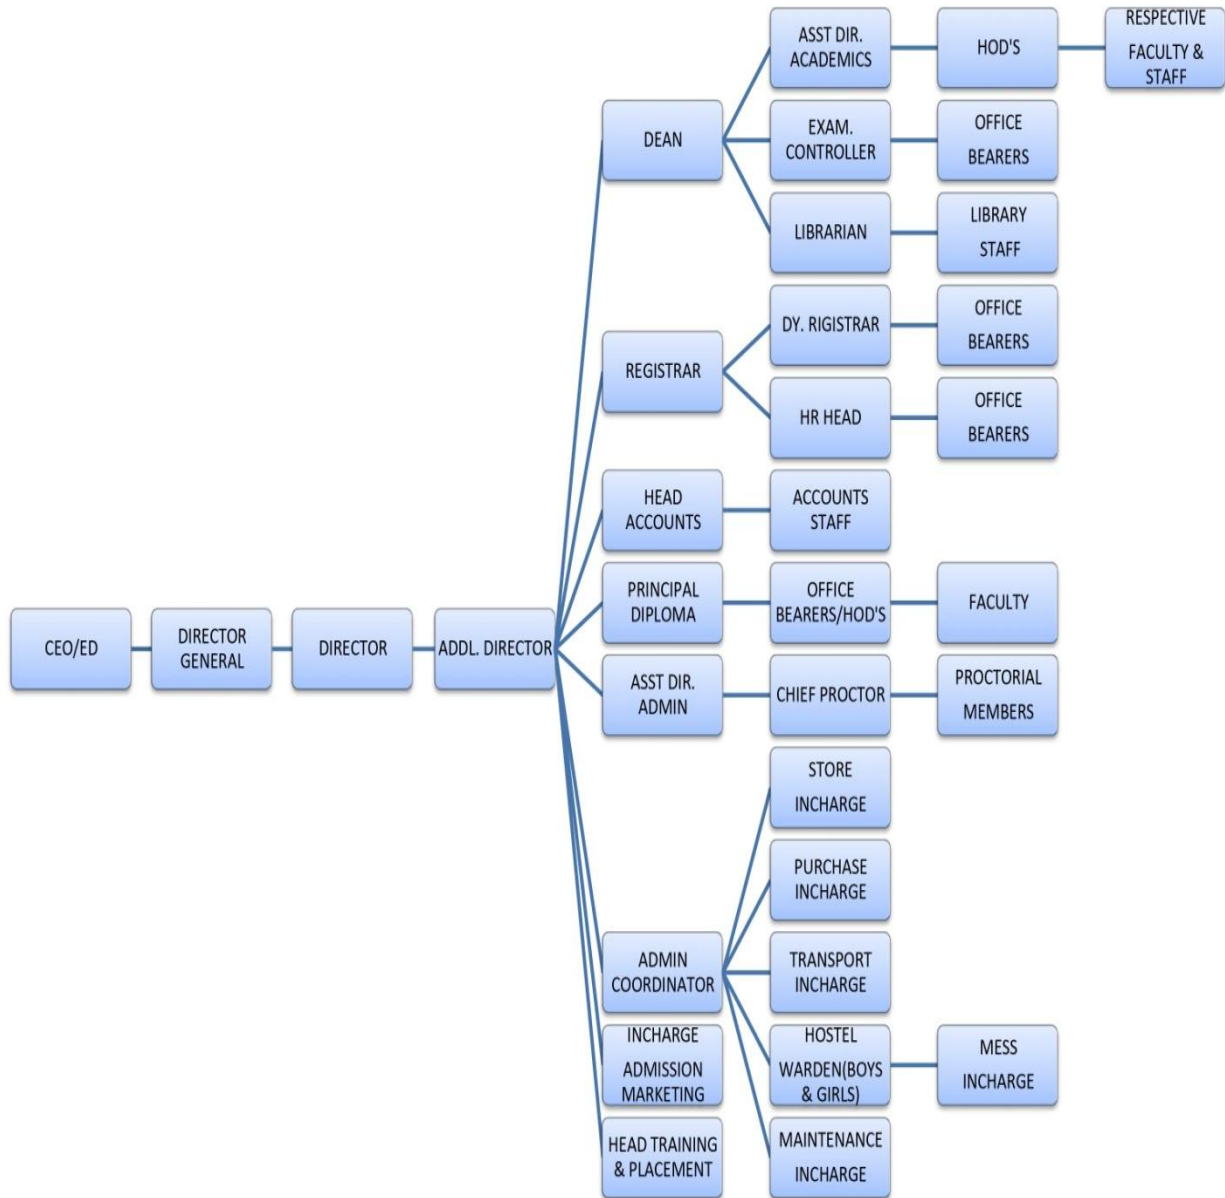 ASST DIR.
ACADEMICS
HOD'S
RESPECTIVE
FACULTY &
STAFF
DEAN
EXAM.
CONTROLLER
OFFICE
BEARERS
LIBRARIAN
LIBRARY
STAFF
DY. RIGISTRAR
OFFICE
BEARERS
REGISTRAR
HR HEAD
OFFICE
BEARERS
HEAD
ACCOUNTS
ACCOUNTS
STAFF
PRINCIPAL
DIPLOMA
OFFICE
BEARERS/HOD'S
FACULTY
CEO/ED
DIRECTOR
GENERAL
DIRECTOR
ADDL. DIRECTOR
ASST DIR.
ADMIN
CHIEF PROCTOR
PROCTORIAL
MEMBERS
STORE
INCHARGE
PURCHASE
INCHARGE
ADMIN
COORDINATOR
TRANSPORT
INCHARGE
INCHARGE
ADMISSION
MARKETING
HOSTEL
WARDEN(BOYS
& GIRLS)
MESS
INCHARGE
HEAD TRAINING
& PLACEMENT
MAINTENANCE
INCHARGE